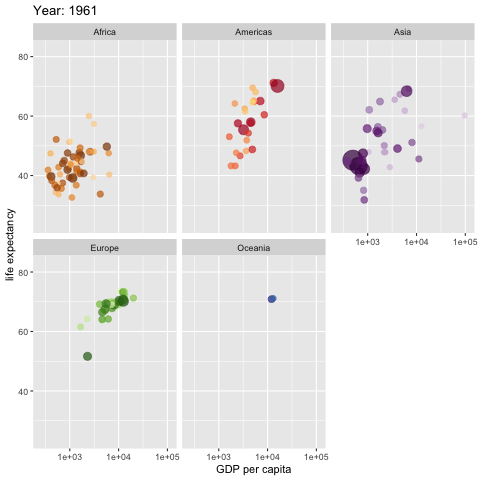 Year: 1961
Africa
Americas
Asia
80
60
40
1e+03 1e+04 1e+05
Europe
Oceania
80
60
40
1e+03 1e+04 1e+05
1e+03 1e+04 1e+05
life expectancy
GDP per capita